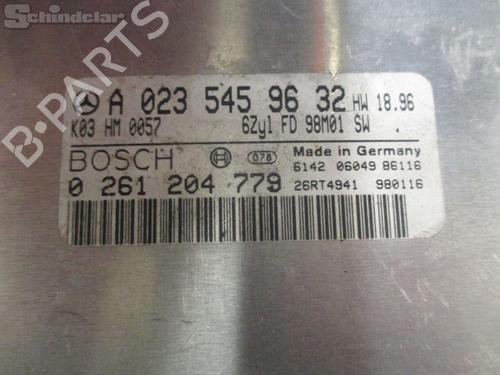 Schindelar
B-PARTS
A 023 545 96 32 HW 18.96
K03 HM 0057 6Zyl FD 98M01 SW .
BOSCH 078 Made in Germany
6142 06049 86116
0 261 204 779 26RT4941 980116